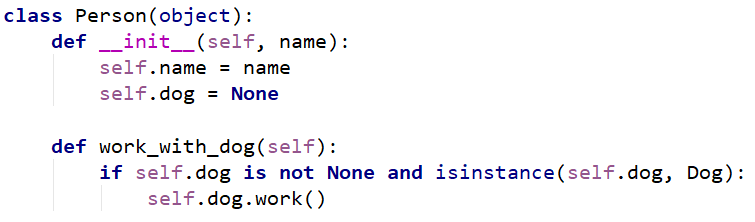 class Person(object):
    def __init__(self, name):
        self.name = name
        self.dog = None

    def work_with_dog(self):
        if self.dog is not None and isinstance(self.dog, Dog):
            self.dog.work()